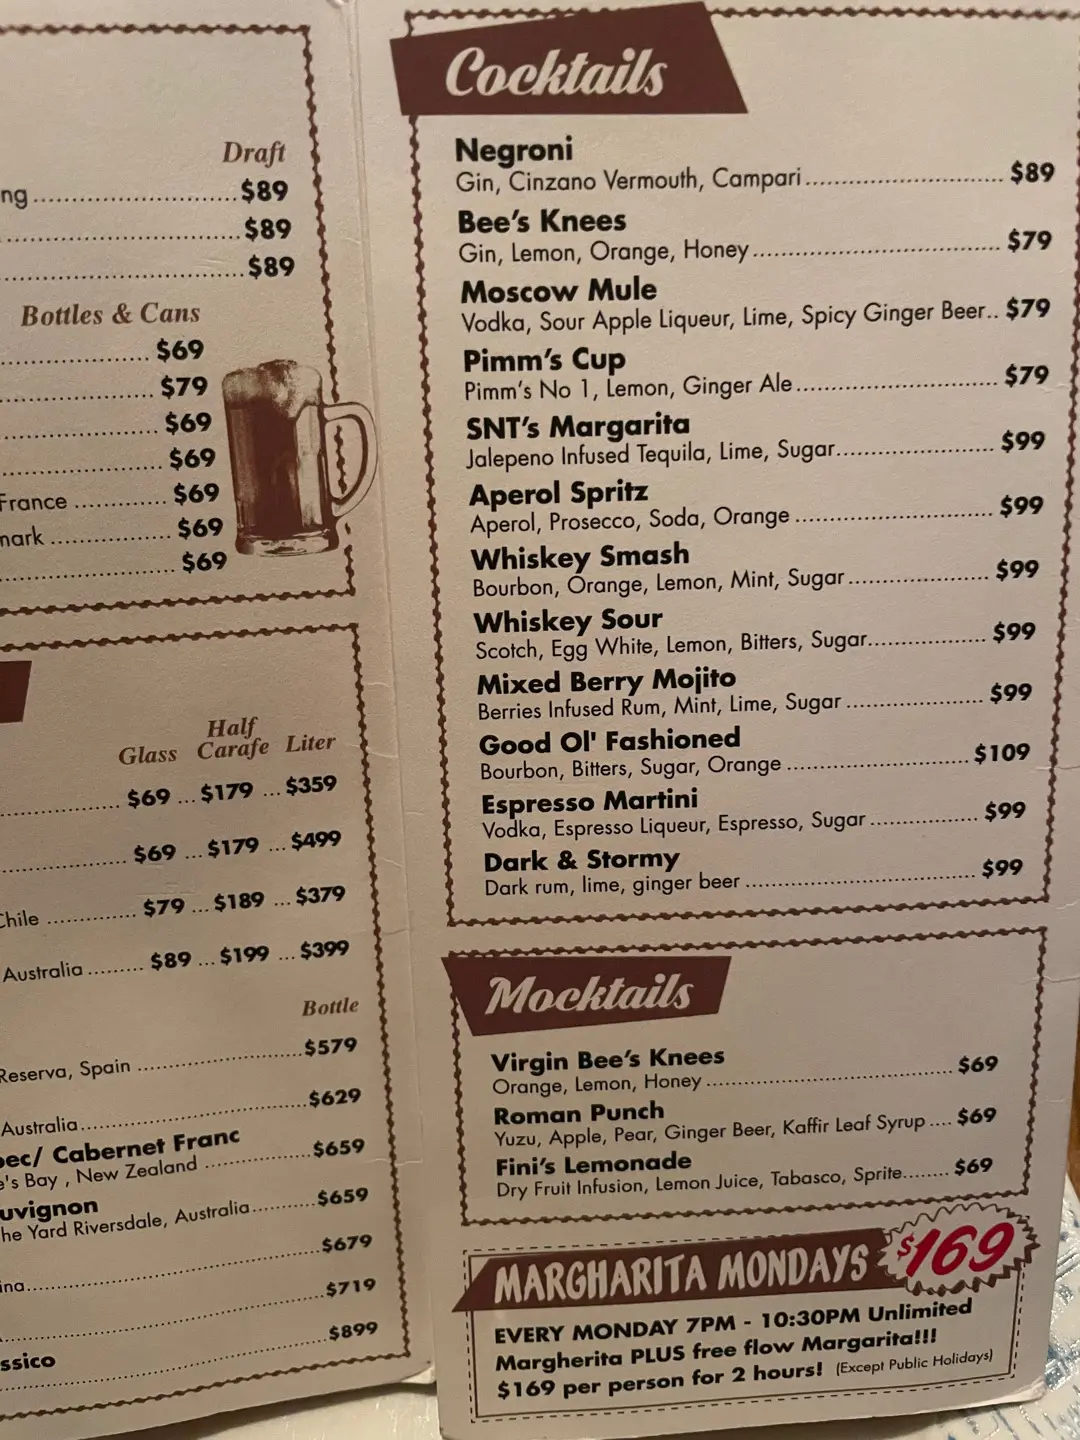 Draft
ng ........ $89
........ $89
........ $89
Bottles & Cans
........ $69
........ $79
........ $69
........ $69
France ........ $69
mark ........ $69
........ $69
Glass Half Carafe Liter
........ $69 ... $179 ... $359
........ $69 ... $179 ... $499
Chile ........ $79 ... $189 ... $379
Australia ........ $89 ... $199 ... $399
Bottle
Reserva, Spain ........ $579
Australia ........ $629
bec/ Cabernet Franc
e's Bay , New Zealand ........ $659
uvignon
he Yard Riversdale, Australia ........ $659
ina ........ $679
........ $719
ssico
........ $899
Cocktails
Negroni
Gin, Cinzano Vermouth, Campari ........ $89
Bee's Knees
Gin, Lemon, Orange, Honey ........ $79
Moscow Mule
Vodka, Sour Apple Liqueur, Lime, Spicy Ginger Beer.. $79
Pimm's Cup
Pimm's No 1, Lemon, Ginger Ale ........ $79
SNT's Margarita
Jalepeno Infused Tequila, Lime, Sugar ........ $99
Aperol Spritz
Aperol, Prosecco, Soda, Orange ........ $99
Whiskey Smash
Bourbon, Orange, Lemon, Mint, Sugar ........ $99
Whiskey Sour
Scotch, Egg White, Lemon, Bitters, Sugar ........ $99
Mixed Berry Mojito
Berries Infused Rum, Mint, Lime, Sugar ........ $99
Good Ol' Fashioned
Bourbon, Bitters, Sugar, Orange ........ $109
Espresso Martini
Vodka, Espresso Liqueur, Espresso, Sugar ........ $99
Dark & Stormy
Dark rum, lime, ginger beer ........ $99
Mocktails
Virgin Bee's Knees
Orange, Lemon, Honey ........ $69
Roman Punch
Yuzu, Apple, Pear, Ginger Beer, Kaffir Leaf Syrup .... $69
Fini's Lemonade
Dry Fruit Infusion, Lemon Juice, Tabasco, Sprite ........ $69
MARGHARITA MONDAYS $169
EVERY MONDAY 7PM - 10:30PM Unlimited
Margherita PLUS free flow Margarita!!!
$169 per person for 2 hours! (Except Public Holidays)